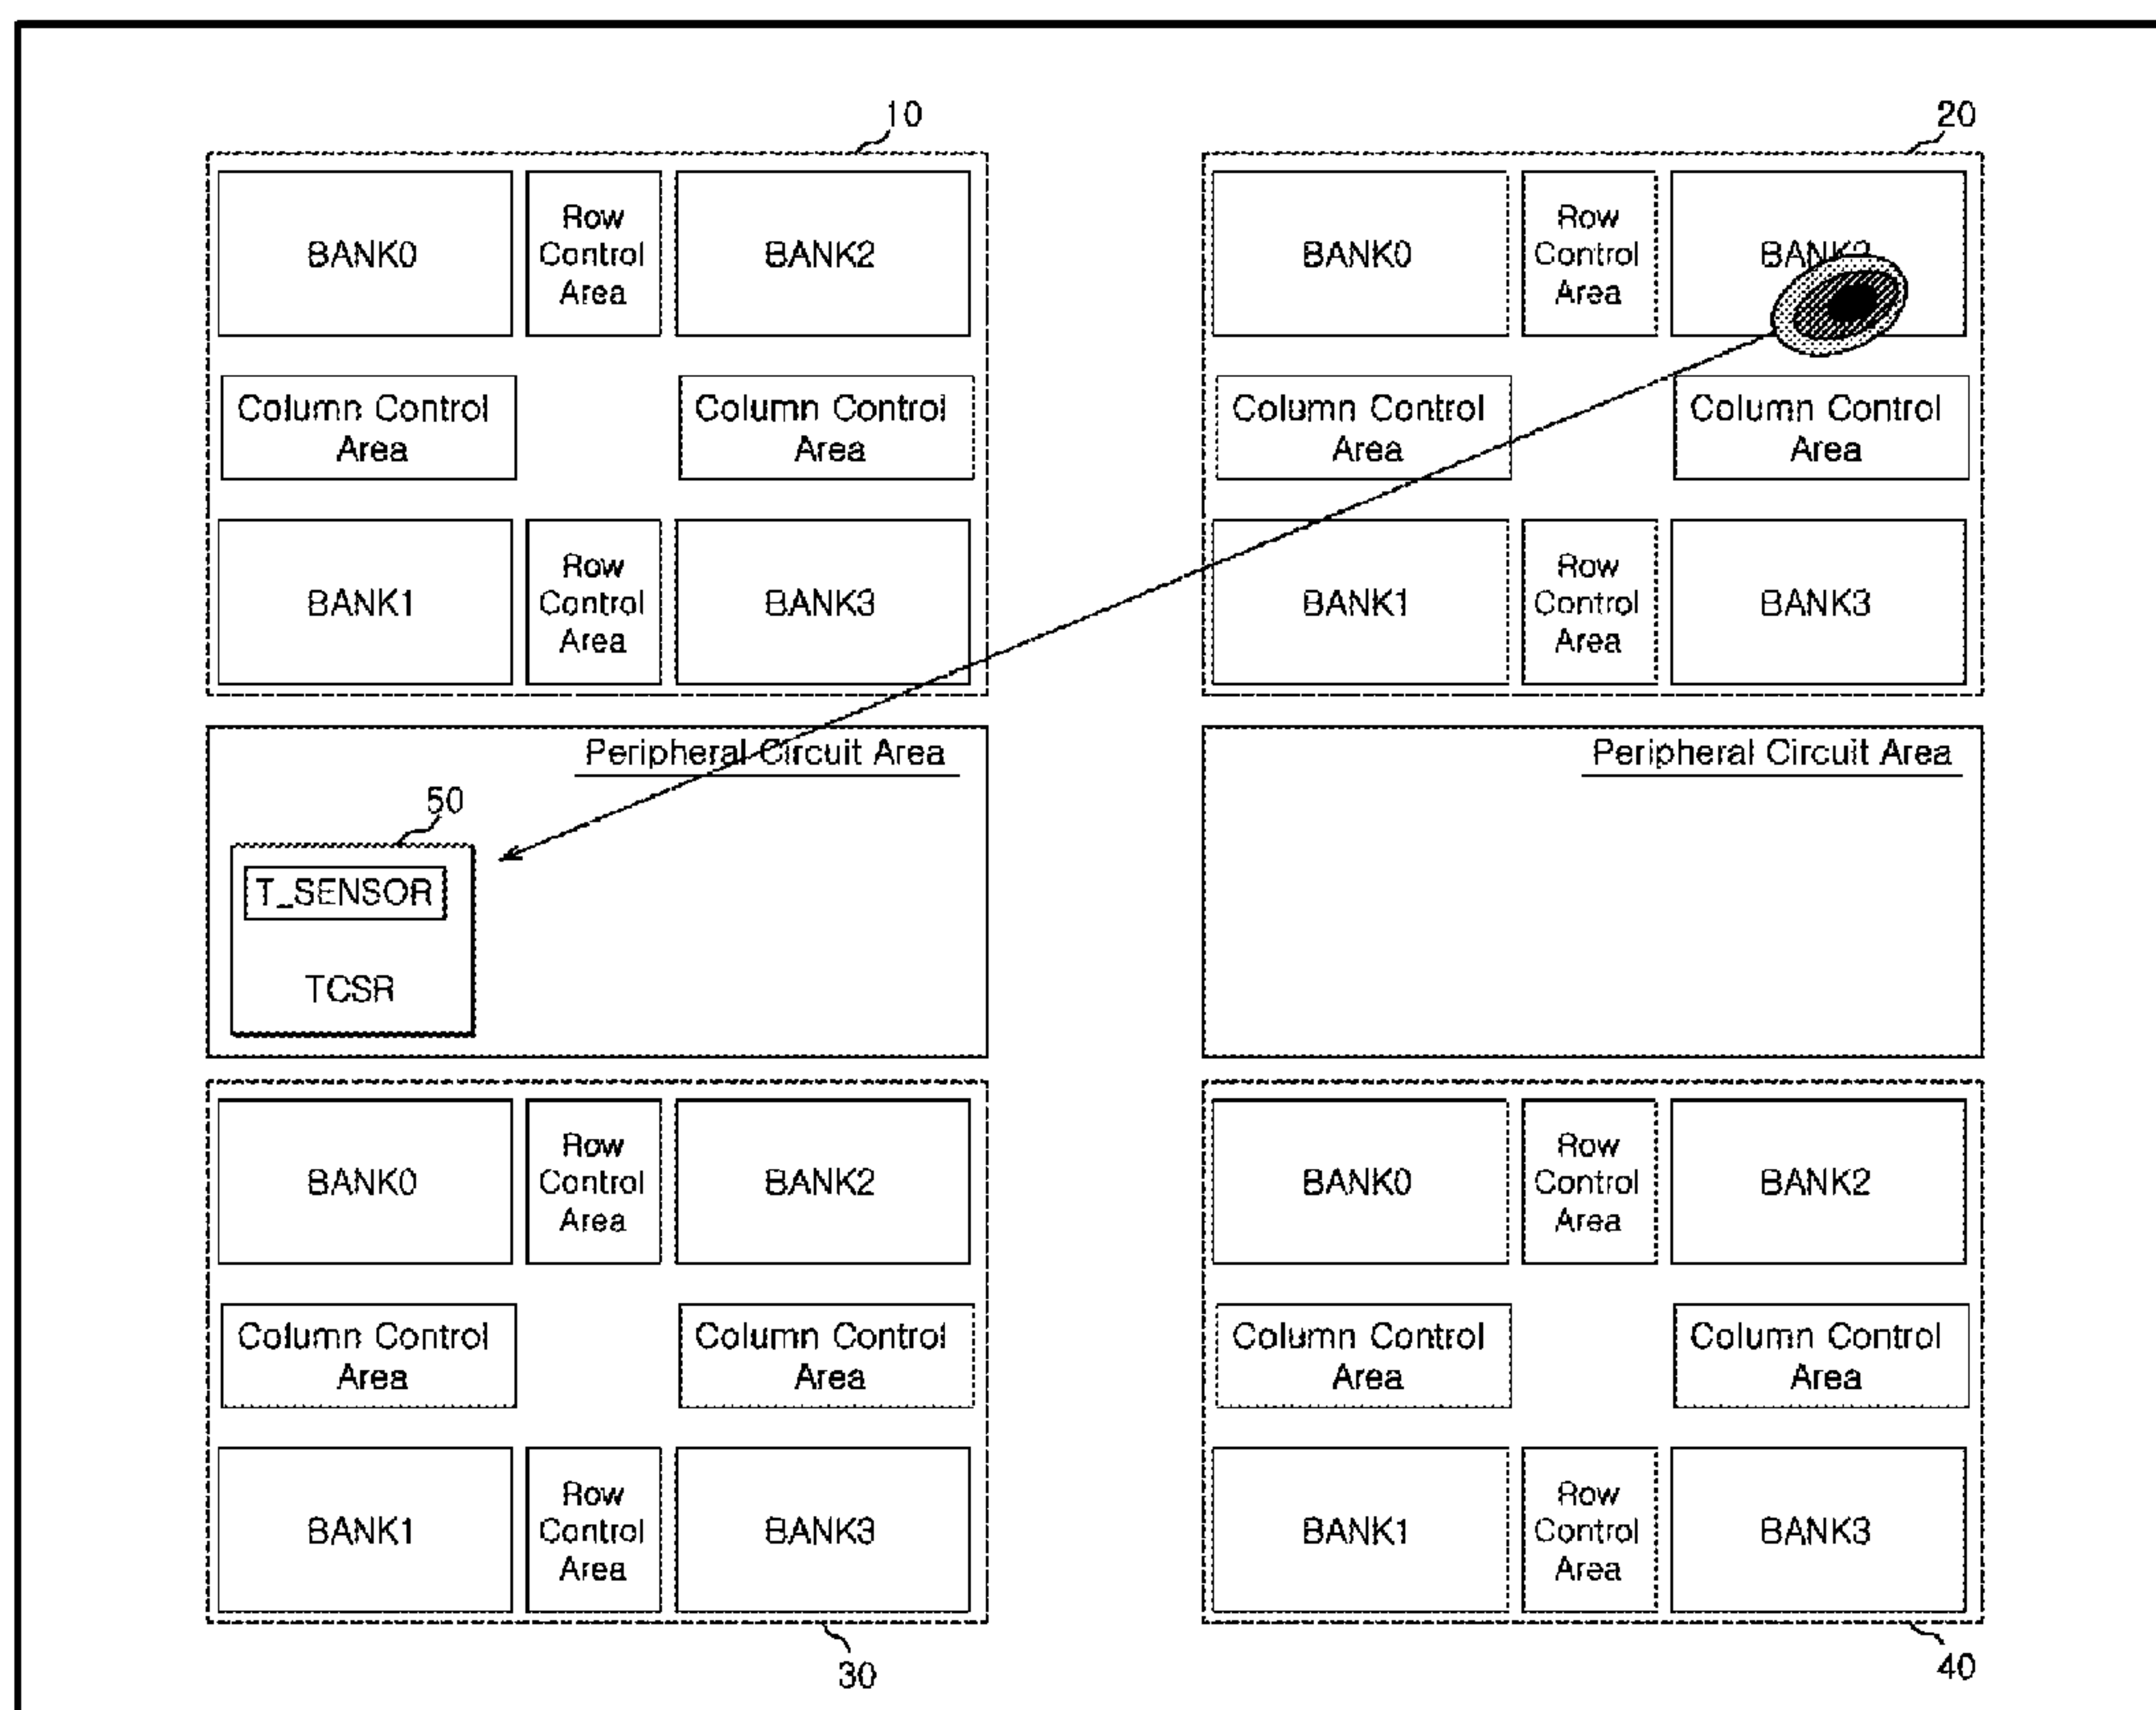 10
20
BANK0
Row
Control
Area
BANK2
BANK0
Row
Control
Area
BANK2
Column Control
Area
Column Control
Area
Column Control
Area
Column Control
Area
BANK1
Row
Control
Area
BANK3
BANK1
Row
Control
Area
BANK3
Peripheral Circuit Area
Peripheral Circuit Area
50
T_SENSOR
TCSR
BANK0
Row
Control
Area
BANK2
BANK0
Row
Control
Area
BANK2
Column Control
Area
Column Control
Area
Column Control
Area
Column Control
Area
BANK1
Row
Control
Area
BANK3
BANK1
Row
Control
Area
BANK3
30
40